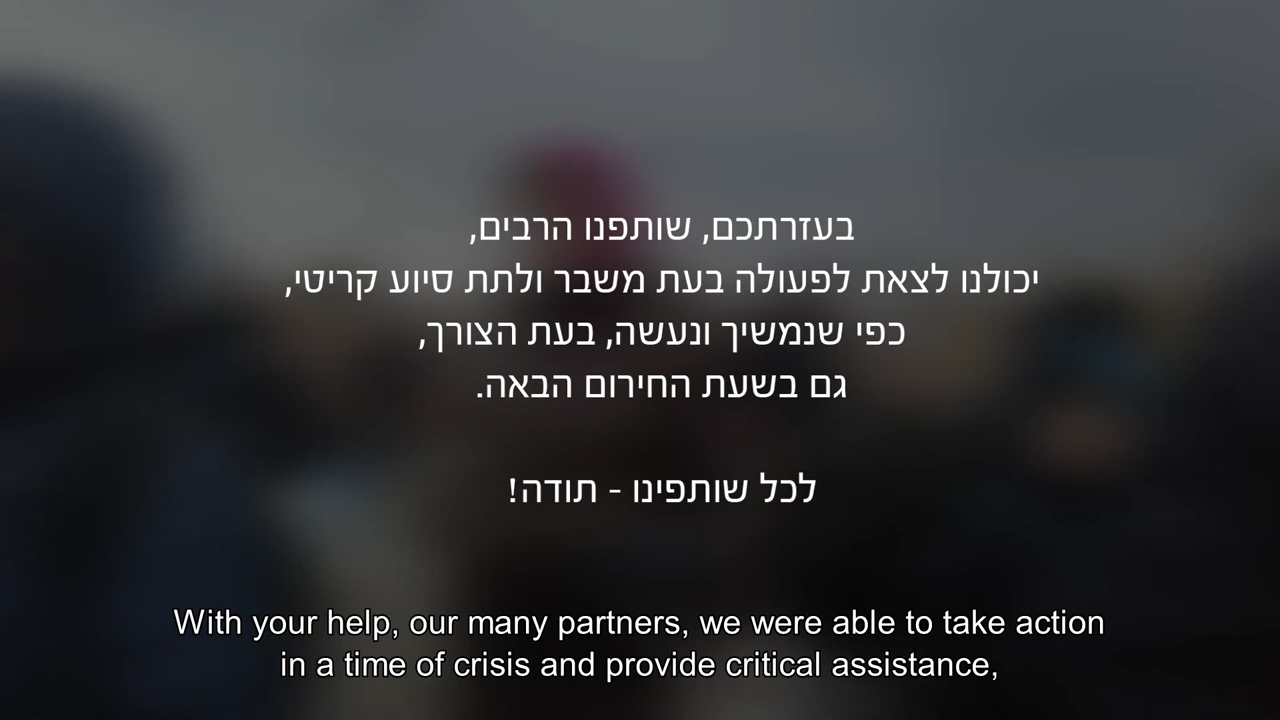 בעזרתכם, שותפנו הרבים,
יכולנו לצאת לפעולה בעת משבר ולתת סיוע קריטי,
כפי שנמשיך ונעשה, בעת הצורך,
גם בשעת החירום הבאה.
לכל שותפינו - תודה!
With your help, our many partners, we were able to take action
in a time of crisis and provide critical assistance,